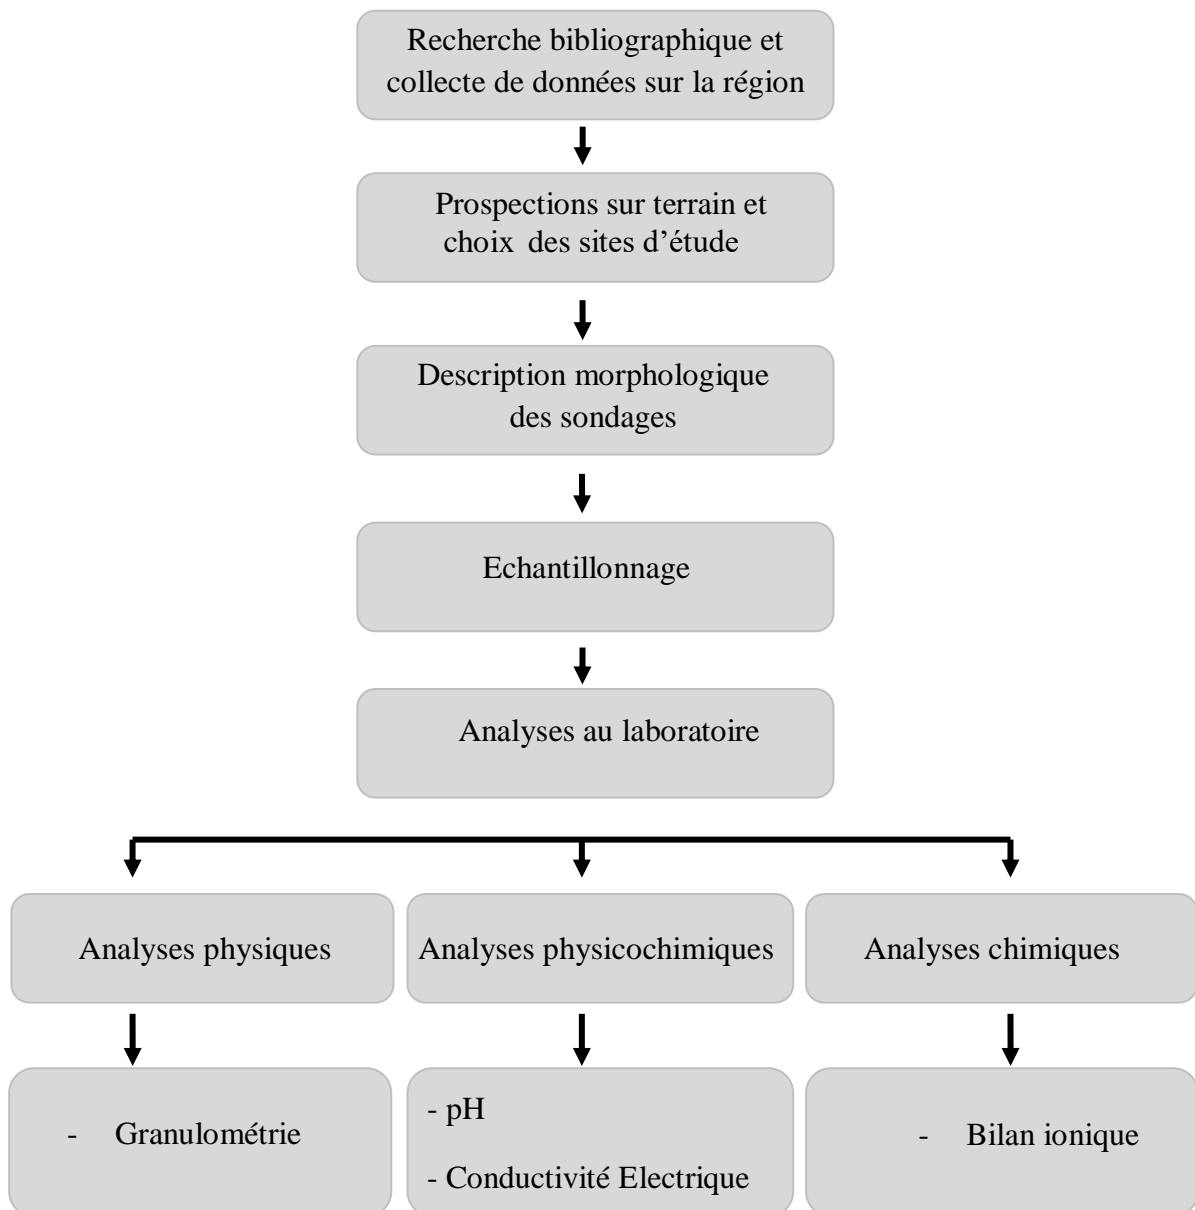 Recherche bibliographique et
collecte de données sur la région
Prospections sur terrain et
choix des sites d’étude
Description morphologique
des sondages
Echantillonnage
Analyses au laboratoire
Analyses physiques
Analyses physicochimiques
Analyses chimiques
- Granulométrie
- pH
- Conductivité Electrique
- Bilan ionique